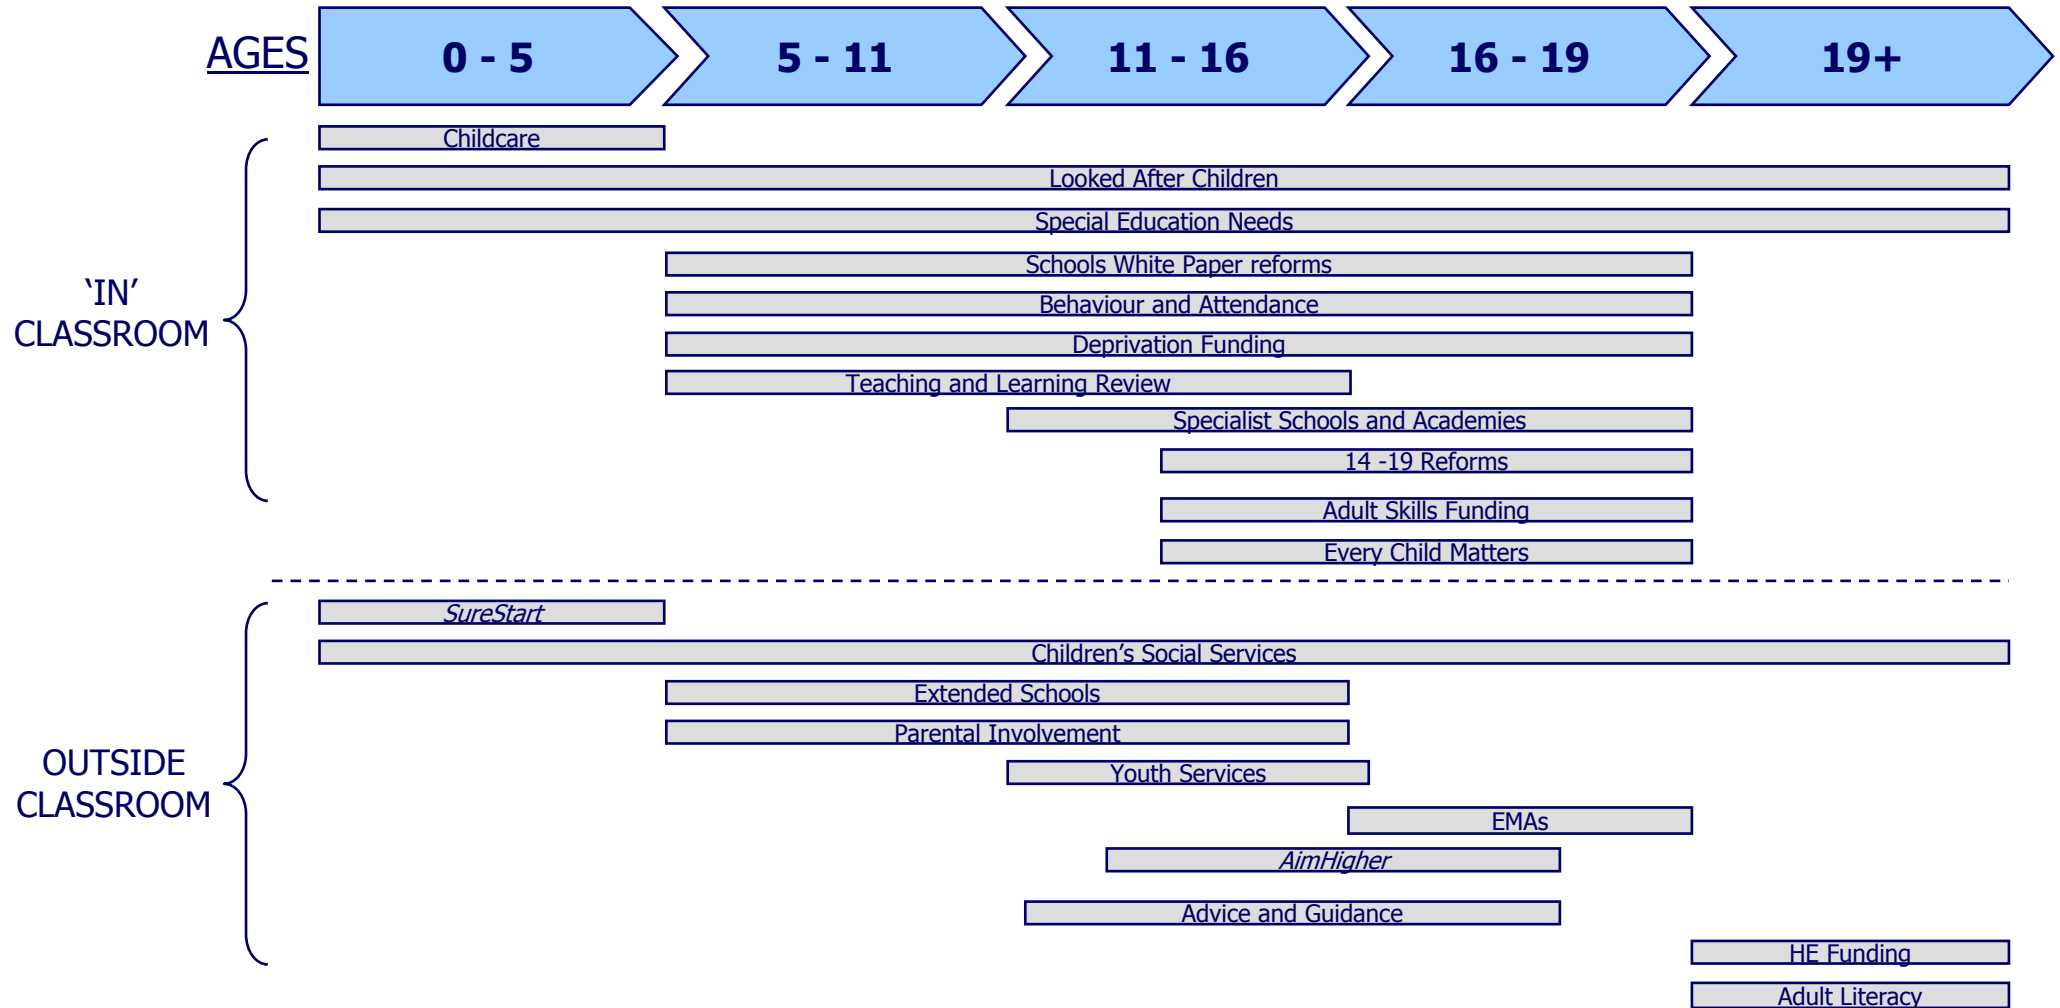 AGES
0 - 5
5 - 11
11 - 16
16 - 19
19+
‘IN’
CLASSROOM
Childcare
Looked After Children
Special Education Needs
Schools White Paper reforms
Behaviour and Attendance
Deprivation Funding
Teaching and Learning Review
Specialist Schools and Academies
14 -19 Reforms
Adult Skills Funding
Every Child Matters
OUTSIDE
CLASSROOM
SureStart
Children’s Social Services
Extended Schools
Parental Involvement
Youth Services
EMAs
AimHigher
Advice and Guidance
HE Funding
Adult Literacy